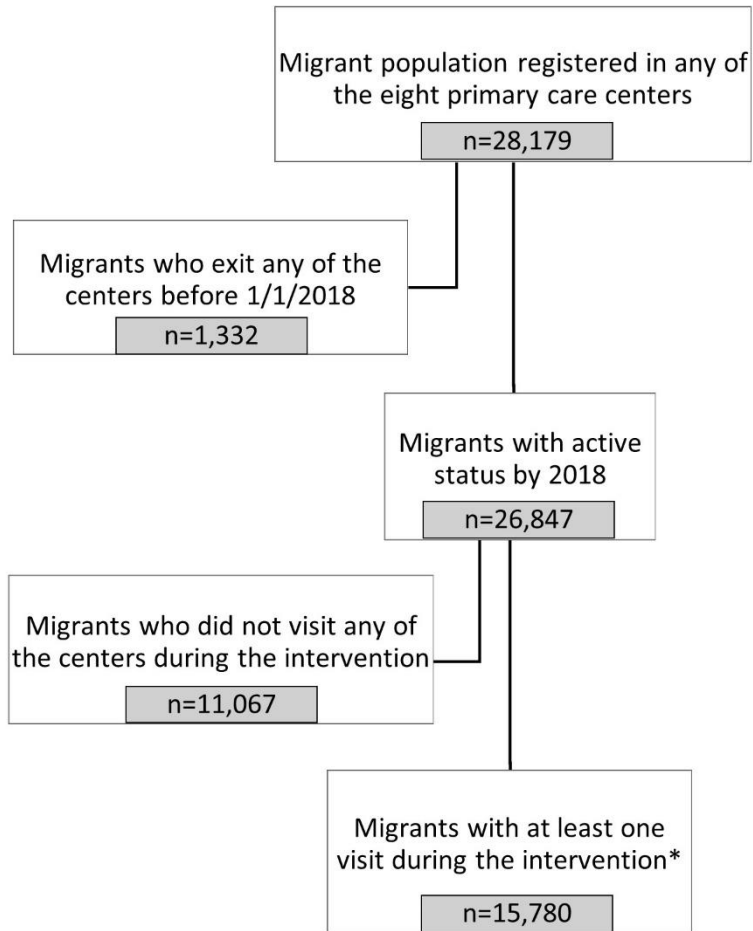 Migrant population registered in any of
the eight primary care centers
n=28,179
Migrants who exit any of the
centers before 1/1/2018
n=1,332
Migrants with active
status by 2018
n=26,847
Migrants who did not visit any of
the centers during the intervention
n=11,067
Migrants with at least one
visit during the intervention*
n=15,780